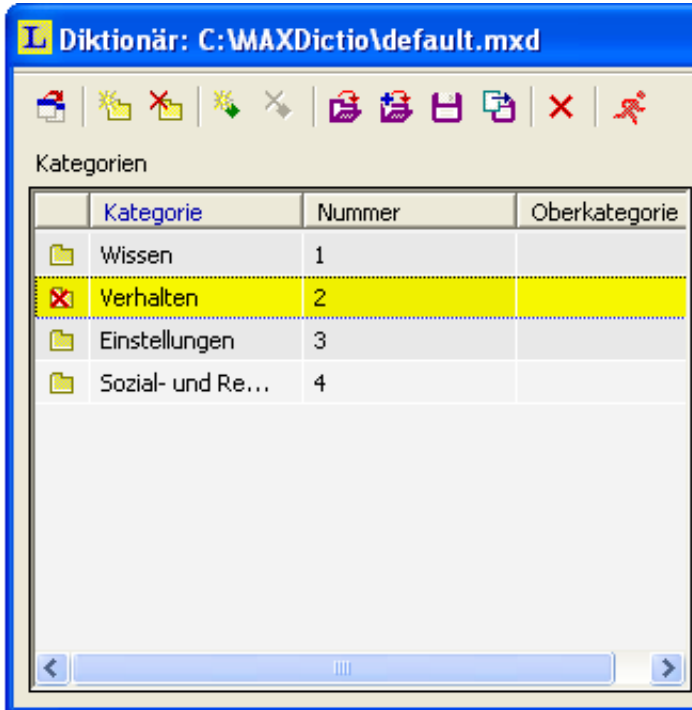 L Diktionär: C:\MAXDictio\default.mxd
Kategorien
Kategorie Nummer Oberkategorie
Wissen 1
Verhalten 2
Einstellungen 3
Sozial- und Re... 4